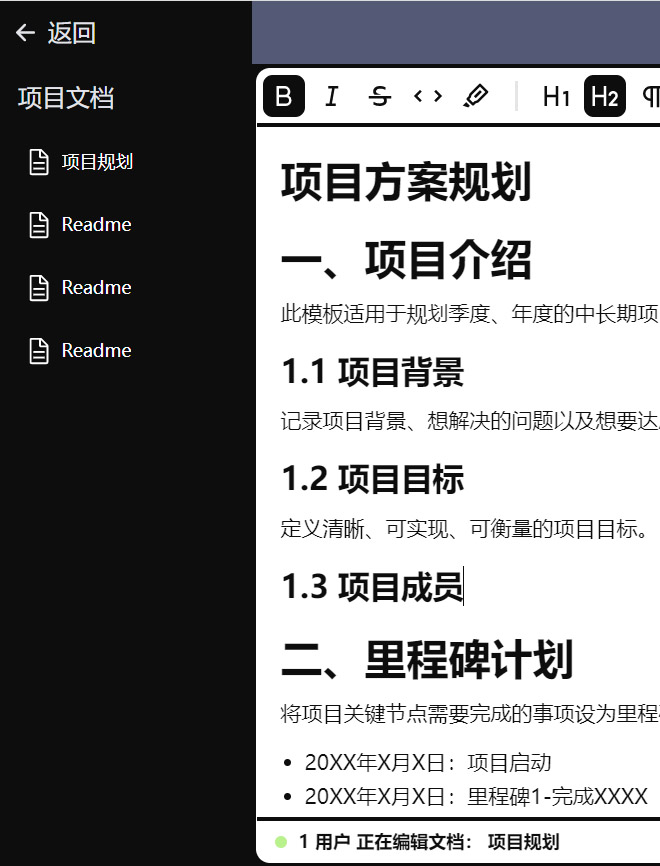 返回
项目文档
项目规划
Readme
Readme
Readme
B I S <> H1 H2
项目方案规划
一、项目介绍
此模板适用于规划季度、年度的中长期项
1.1 项目背景
记录项目背景、想解决的问题以及想要达
1.2 项目目标
定义清晰、可实现、可衡量的项目目标。
1.3 项目成员
二、里程碑计划
将项目关键节点需要完成的事项设为里程
• 20XX年X月X日：项目启动
• 20XX年X月X日：里程碑1-完成XXXX
1 用户 正在编辑文档： 项目规划